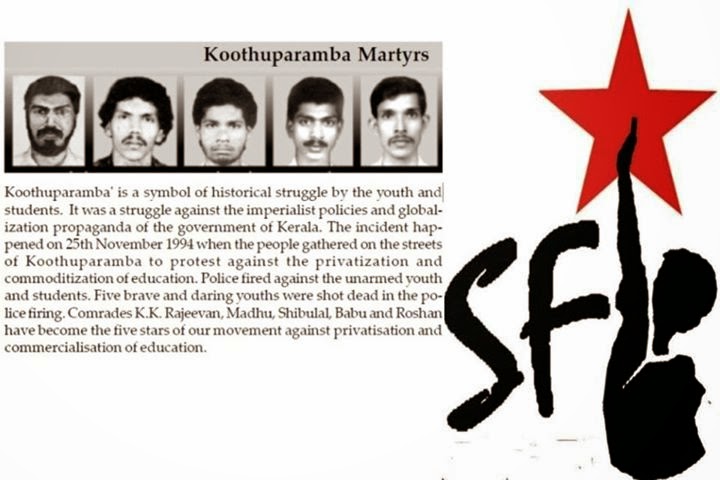 Koothuparamba Martyrs
Koothuparamba' is a symbol of historical struggle by the youth and
students. It was a struggle against the imperialist policies and global-
ization propaganda of the government of Kerala. The incident hap-
pened on 25th November 1994 when the people gathered on the streets
of Koothuparamba to protest against the privatization and
commoditization of education. Police fired against the unarmed youth
and students. Five brave and daring youths were shot dead in the po-
lice firing. Comrades K.K. Rajeevan, Madhu, Shibulal, Babu and Roshan
have become the five stars of our movement against privatisation and
commercialisation of education.
SFI